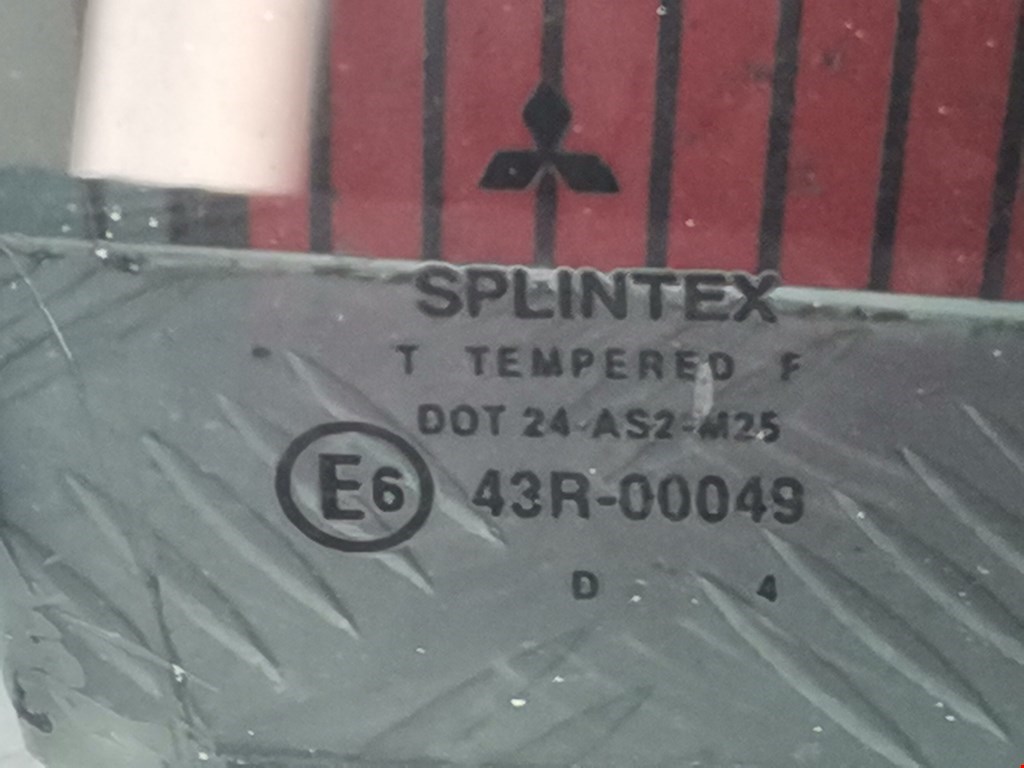 SPLINTEX
T TEMPERED F
DOT 24-AS2-M25
E6 43R-00049
D 4